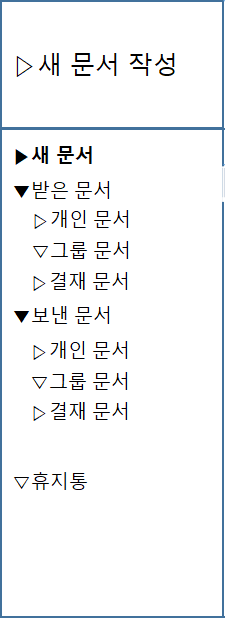 ▷새 문서 작성
▶새 문서
▼받은 문서
▷개인 문서
▽그룹 문서
▷결재 문서
▼보낸 문서
▷개인 문서
▽그룹 문서
▷결재 문서
▽휴지통